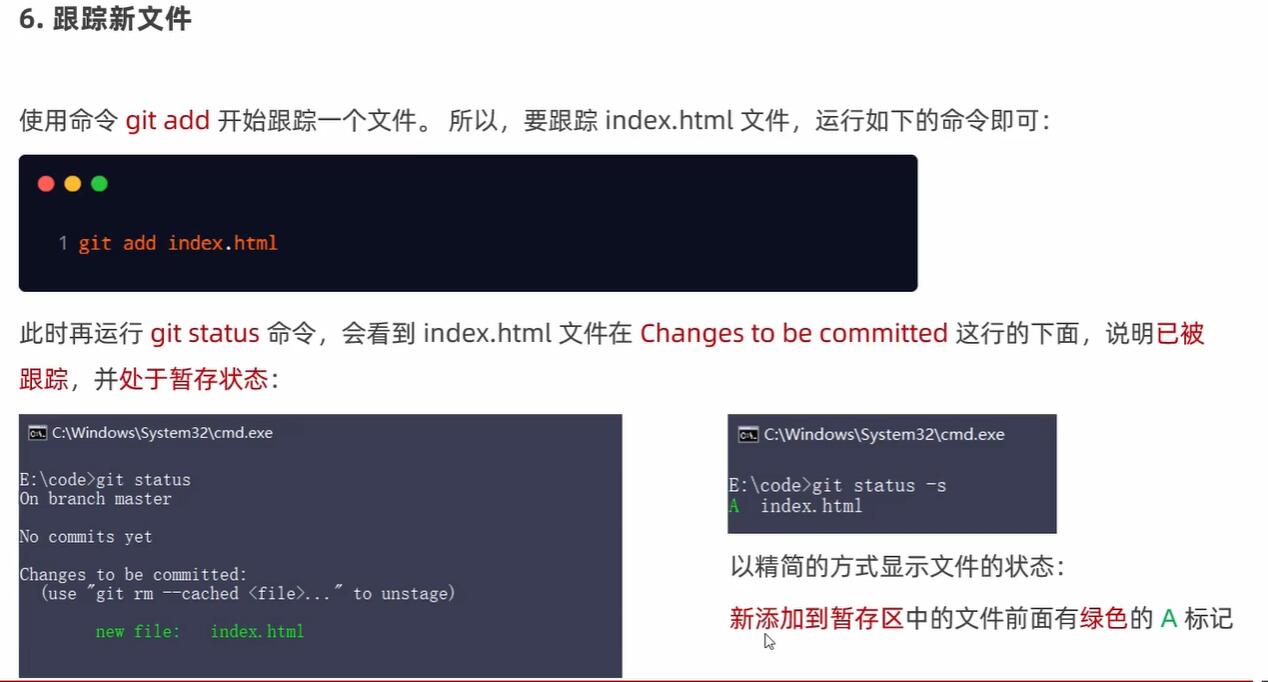 6. 跟踪新文件
使用命令 git add 开始跟踪一个文件。 所以，要跟踪 index.html 文件，运行如下的命令即可：
1 git add index.html
此时再运行 git status 命令，会看到 index.html 文件在 Changes to be committed 这行的下面，说明已被
跟踪，并处于暂存状态：
C:\Windows\System32\cmd.exe
E:\code>git status
On branch master
No commits yet
Changes to be committed:
(use "git rm --cached <file>..." to unstage)
new file: index.html
C:\Windows\System32\cmd.exe
E:\code>git status -s
A index.html
以精简的方式显示文件的状态：
新添加到暂存区中的文件前面有绿色的 A 标记